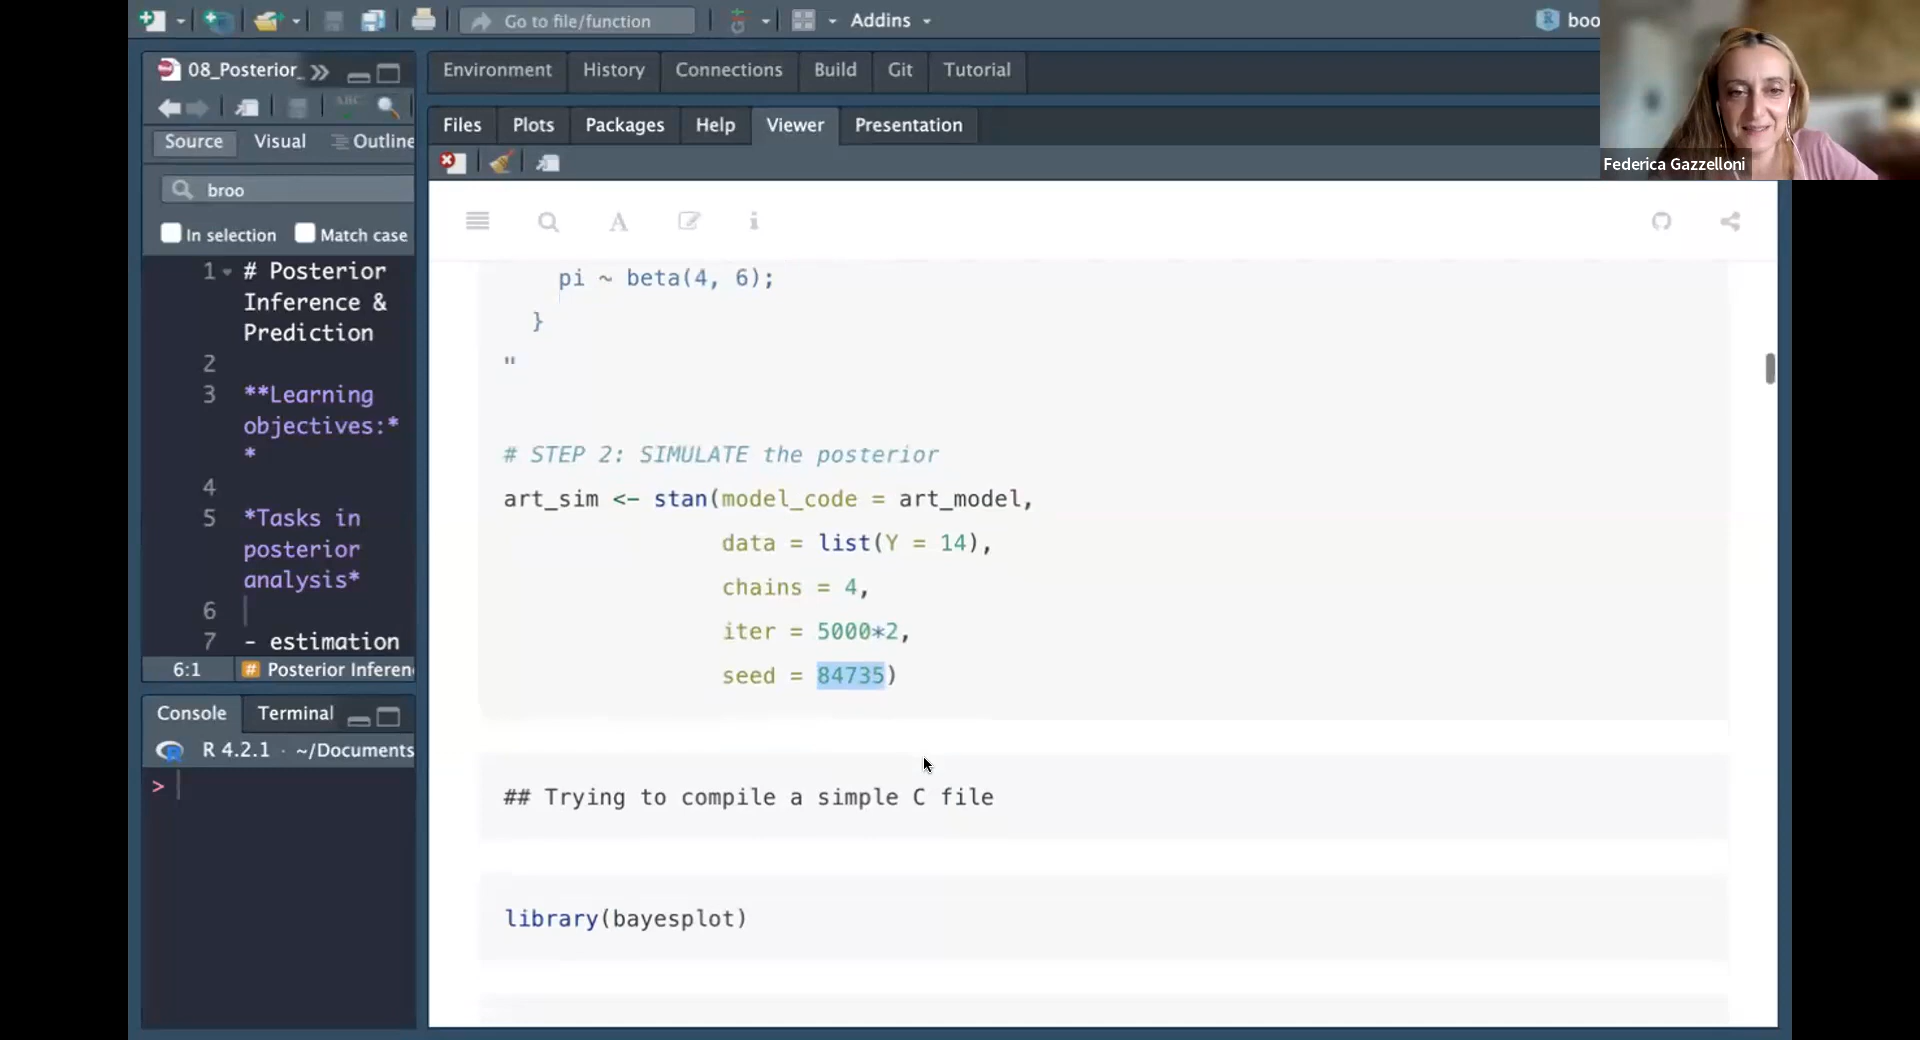 Go to file/function
Addins
boo
Federica Gazzelloni
08_Posterior_
Source Visual Outline
broo
In selection Match case
1 # Posterior
Inference &
Prediction
2
3 **Learning
objectives:*
*
4
5 *Tasks in
posterior
analysis*
6
7 - estimation
6:1 # Posterior Inferen
Console Terminal
R 4.2.1 · ~/Documents
>
Environment History Connections Build Git Tutorial
Files Plots Packages Help Viewer Presentation
pi ~ beta(4, 6);
}
"
# STEP 2: SIMULATE the posterior
art_sim <- stan(model_code = art_model,
data = list(Y = 14),
chains = 4,
iter = 5000*2,
seed = 84735)
## Trying to compile a simple C file
library(bayesplot)